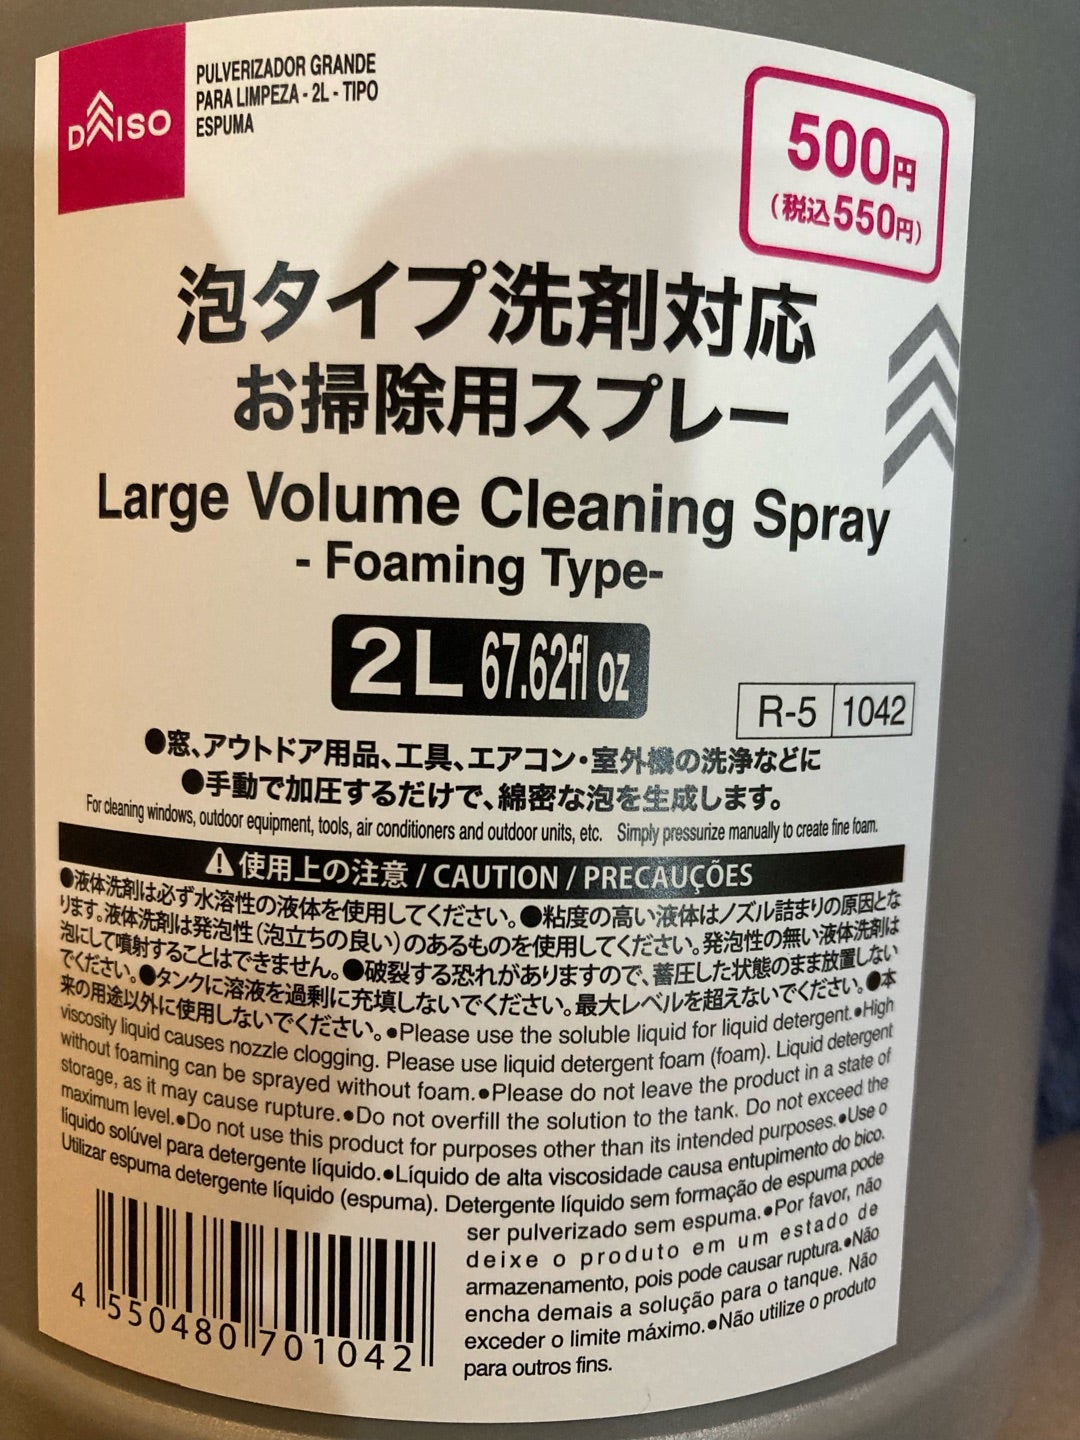 DAISO
PULVERIZADOR GRANDE
PARA LIMPEZA - 2L - TIPO
ESPUMA
500円
(税込550円)
泡タイプ洗剤対応
お掃除用スプレー
Large Volume Cleaning Spray
- Foaming Type-
2L 67.62fl oz
R-5 1042
●窓、アウトドア用品、工具、エアコン・室外機の洗浄などに
●手動で加圧するだけで、綿密な泡を生成します。
For cleaning windows, outdoor equipment, tools, air conditioners and outdoor units, etc. Simply pressurize manually to create fine foam.
⚠使用上の注意 / CAUTION / PRECAUÇÕES
●液体洗剤は必ず水溶性の液体を使用してください。●粘度の高い液体はノズル詰まりの原因とな
ります。液体洗剤は発泡性(泡立ちの良い)のあるものを使用してください。発泡性の無い液体洗剤は
泡にして噴射することはできません。●破裂する恐れがありますので、蓄圧した状態のまま放置しない
でください。●タンクに溶液を過剰に充填しないでください。最大レベルを超えないでください。●本
来の用途以外に使用しないでください。●Please use the soluble liquid for liquid detergent.●High
viscosity liquid causes nozzle clogging. Please use liquid detergent foam (foam). Liquid detergent
without foaming can be sprayed without foam.●Please do not leave the product in a state of
storage, as it may cause rupture.●Do not overfill the solution to the tank. Do not exceed the
maximum level.●Do not use this product for purposes other than its intended purposes.●Use o
líquido solúvel para detergente líquido.●Líquido de alta viscosidade causa entupimento do bico.
Utilizar espuma detergente líquido (espuma). Detergente líquido sem formação de espuma pode
ser pulverizado sem espuma.●Por favor, não
deixe o produto em um estado de
armazenamento, pois pode causar ruptura.●Não
encha demais a solução para o tanque. Não
exceder o limite máximo.●Não utilize o produto
para outros fins.
4 550480 701042